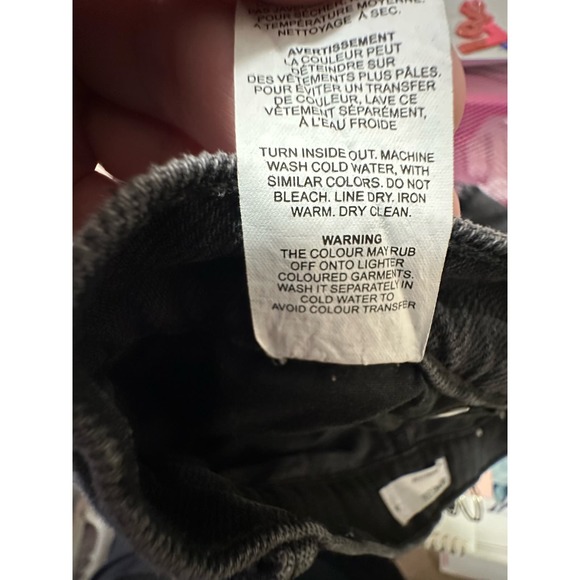 POUR SÉCHER. MOYENNE
À TEMPÉRATURE
NETTOYAGE À SEC.
AVERTISSEMENT
LA COULEUR PEUT
DÉTEINDRE SUR
DES VÊTEMENTS PLUS PÂLES.
POUR ÉVITER UN TRANSFER
DE COULEUR, LAVE CE
VÊTEMENT SÉPARÉMENT,
À L'EAU FROIDE
TURN INSIDE OUT. MACHINE
WASH COLD WATER, WITH
SIMILAR COLORS. DO NOT
BLEACH. LINE DRY. IRON
WARM. DRY CLEAN.
WARNING
THE COLOUR MAY RUB
OFF ONTO LIGHTER
COLOURED GARMENTS.
WASH IT SEPARATELY IN
COLD WATER TO
AVOID COLOUR TRANSFER